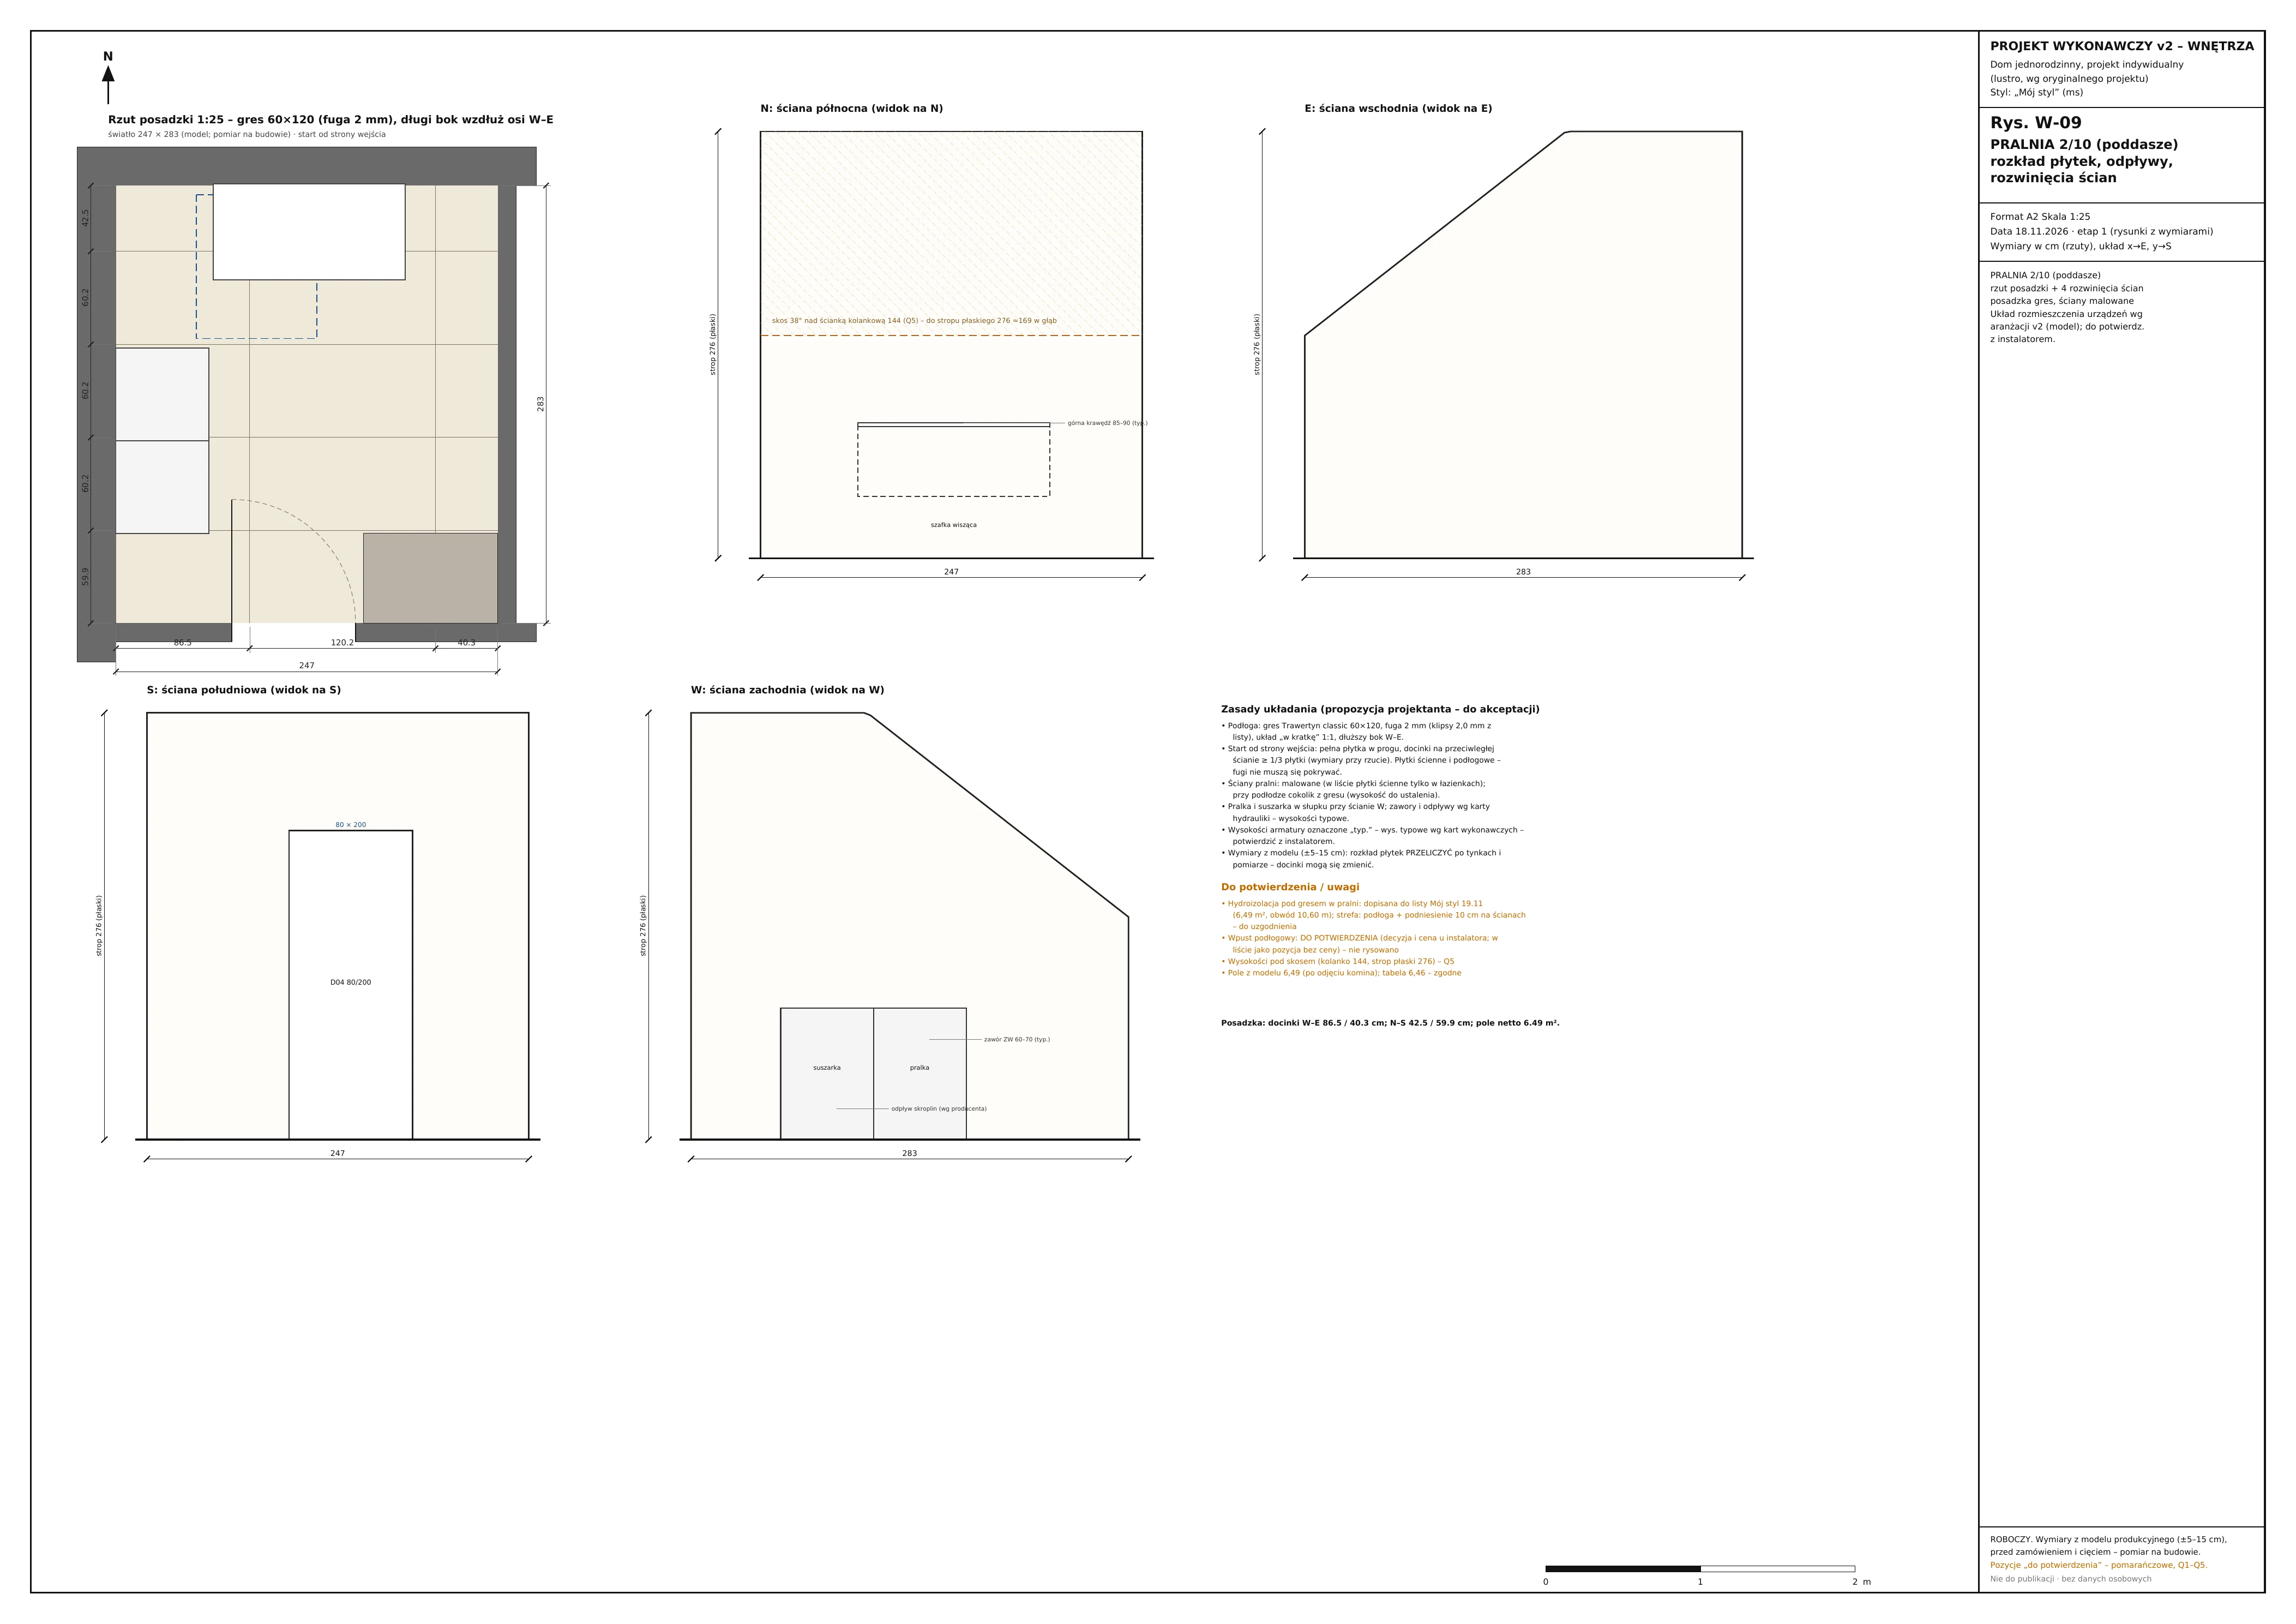 N
Rzut posadzki 1:25 – gres 60×120 (fuga 2 mm), długi bok wzdłuż osi W–E
światło 247 × 283 (model; pomiar na budowie) · start od strony wejścia
42.5
60.2
60.2
60.2
59.9
283
86.5
120.2
40.3
247
N: ściana północna (widok na N)
strop 276 (płaski)
skos 38° nad ścianką kolankową 144 (Q5) – do stropu płaskiego 276 ≈169 w głąb
górna krawędź 85–90 (typ.)
szafka wisząca
247
E: ściana wschodnia (widok na E)
strop 276 (płaski)
283
S: ściana południowa (widok na S)
strop 276 (płaski)
80 × 200
D04 80/200
247
W: ściana zachodnia (widok na W)
strop 276 (płaski)
zawór ZW 60–70 (typ.)
suszarka
pralka
odpływ skroplin (wg producenta)
283
Zasady układania (propozycja projektanta – do akceptacji)
• Podłoga: gres Trawertyn classic 60×120, fuga 2 mm (klipsy 2,0 mm z
listy), układ „w kratkę” 1:1, dłuższy bok W–E.
• Start od strony wejścia: pełna płytka w progu, docinki na przeciwległej
ścianie ≥ 1/3 płytki (wymiary przy rzucie). Płytki ścienne i podłogowe –
fugi nie muszą się pokrywać.
• Ściany pralni: malowane (w liście płytki ścienne tylko w łazienkach);
przy podłodze cokolik z gresu (wysokość do ustalenia).
• Pralka i suszarka w słupku przy ścianie W; zawory i odpływy wg karty
hydrauliki – wysokości typowe.
• Wysokości armatury oznaczone „typ.” – wys. typowe wg kart wykonawczych –
potwierdzić z instalatorem.
• Wymiary z modelu (±5–15 cm): rozkład płytek PRZELICZYĆ po tynkach i
pomiarze – docinki mogą się zmienić.
Do potwierdzenia / uwagi
• Hydroizolacja pod gresem w pralni: dopisana do listy Mój styl 19.11
(6,49 m², obwód 10,60 m); strefa: podłoga + podniesienie 10 cm na ścianach
– do uzgodnienia
• Wpust podłogowy: DO POTWIERDZENIA (decyzja i cena u instalatora; w
liście jako pozycja bez ceny) – nie rysowano
• Wysokości pod skosem (kolanko 144, strop płaski 276) – Q5
• Pole z modelu 6,49 (po odjęciu komina); tabela 6,46 – zgodne
Posadzka: docinki W–E 86.5 / 40.3 cm; N–S 42.5 / 59.9 cm; pole netto 6.49 m².
0
1
2 m
PROJEKT WYKONAWCZY v2 – WNĘTRZA
Dom jednorodzinny, projekt indywidualny
(lustro, wg oryginalnego projektu)
Styl: „Mój styl” (ms)
Rys. W-09
PRALNIA 2/10 (poddasze)
rozkład płytek, odpływy,
rozwinięcia ścian
Format A2 Skala 1:25
Data 18.11.2026 · etap 1 (rysunki z wymiarami)
Wymiary w cm (rzuty), układ x→E, y→S
PRALNIA 2/10 (poddasze)
rzut posadzki + 4 rozwinięcia ścian
posadzka gres, ściany malowane
Układ rozmieszczenia urządzeń wg
aranżacji v2 (model); do potwierdz.
z instalatorem.
ROBOCZY. Wymiary z modelu produkcyjnego (±5–15 cm),
przed zamówieniem i cięciem – pomiar na budowie.
Pozycje „do potwierdzenia” – pomarańczowe, Q1–Q5.
Nie do publikacji · bez danych osobowych